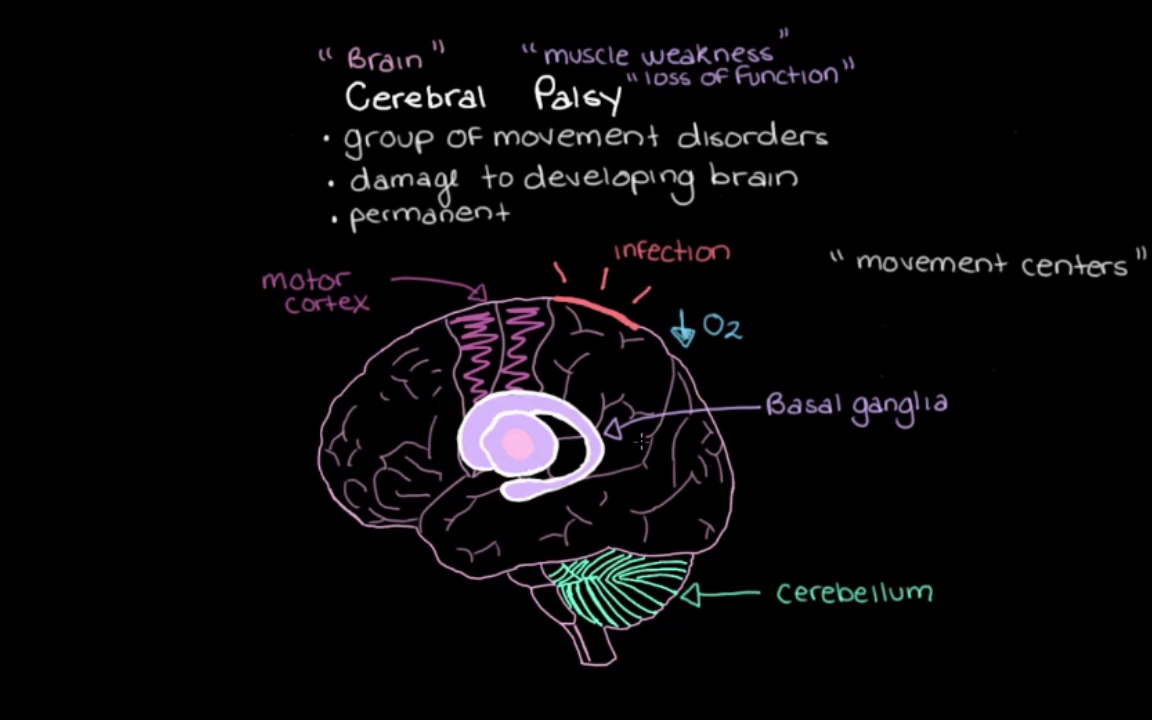 "Brain" "muscle weakness"
"loss of function"
Cerebral Palsy
• group of movement disorders
• damage to developing brain
• permanent
infection
"movement centers"
motor
cortex
↓ O2
Basal ganglia
cerebellum